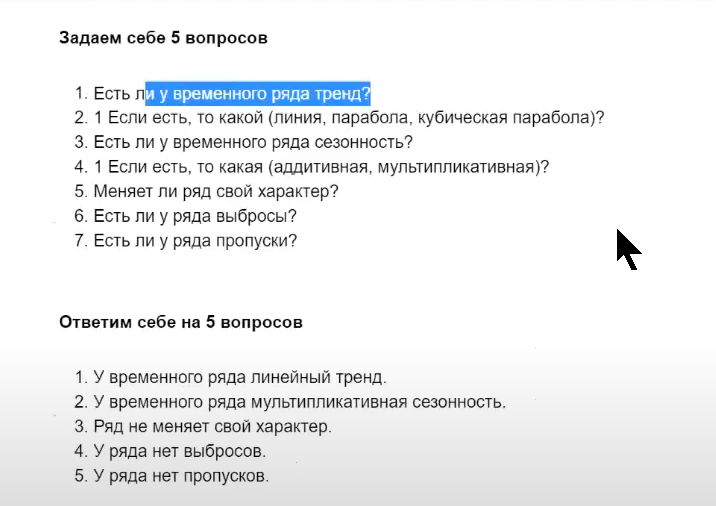 Задаем себе 5 вопросов
1. Есть ли у временного ряда тренд?
2. 1 Если есть, то какой (линия, парабола, кубическая парабола)?
3. Есть ли у временного ряда сезонность?
4. 1 Если есть, то какая (аддитивная, мультипликативная)?
5. Меняет ли ряд свой характер?
6. Есть ли у ряда выбросы?
7. Есть ли у ряда пропуски?
Ответим себе на 5 вопросов
1. У временного ряда линейный тренд.
2. У временного ряда мультипликативная сезонность.
3. Ряд не меняет свой характер.
4. У ряда нет выбросов.
5. У ряда нет пропусков.